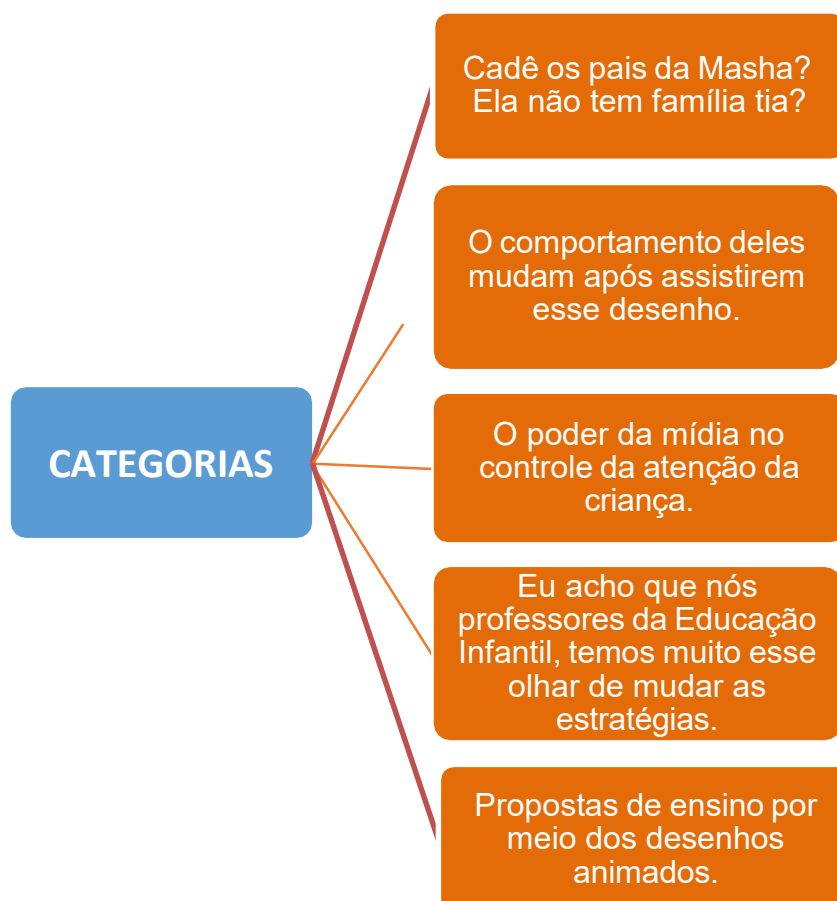 Cadê os pais da Masha?
Ela não tem família tia?
O comportamento deles
mudam após assistirem
esse desenho.
CATEGORIAS
O poder da mídia no
controle da atenção da
criança.
Eu acho que nós
professores da Educação
Infantil, temos muito esse
olhar de mudar as
estratégias.
Propostas de ensino por
meio dos desenhos
animados.